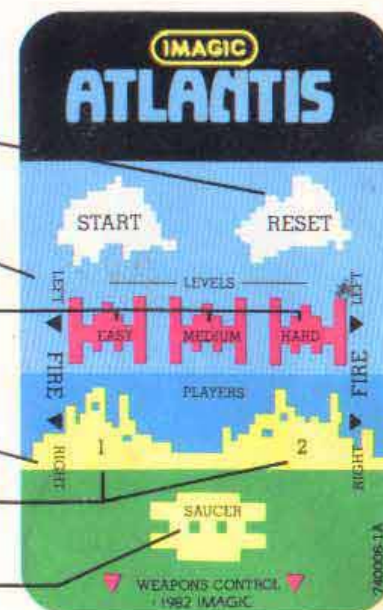 IMAGIC
ATLANTIS
START RESET
LEVELS
LEFT LEFT
EASY MEDIUM HARD
FIRE FIRE
PLAYERS
1 2
RIGHT RIGHT
SAUCER
WEAPONS CONTROL
· 1982 IMAGIC
740006-1A